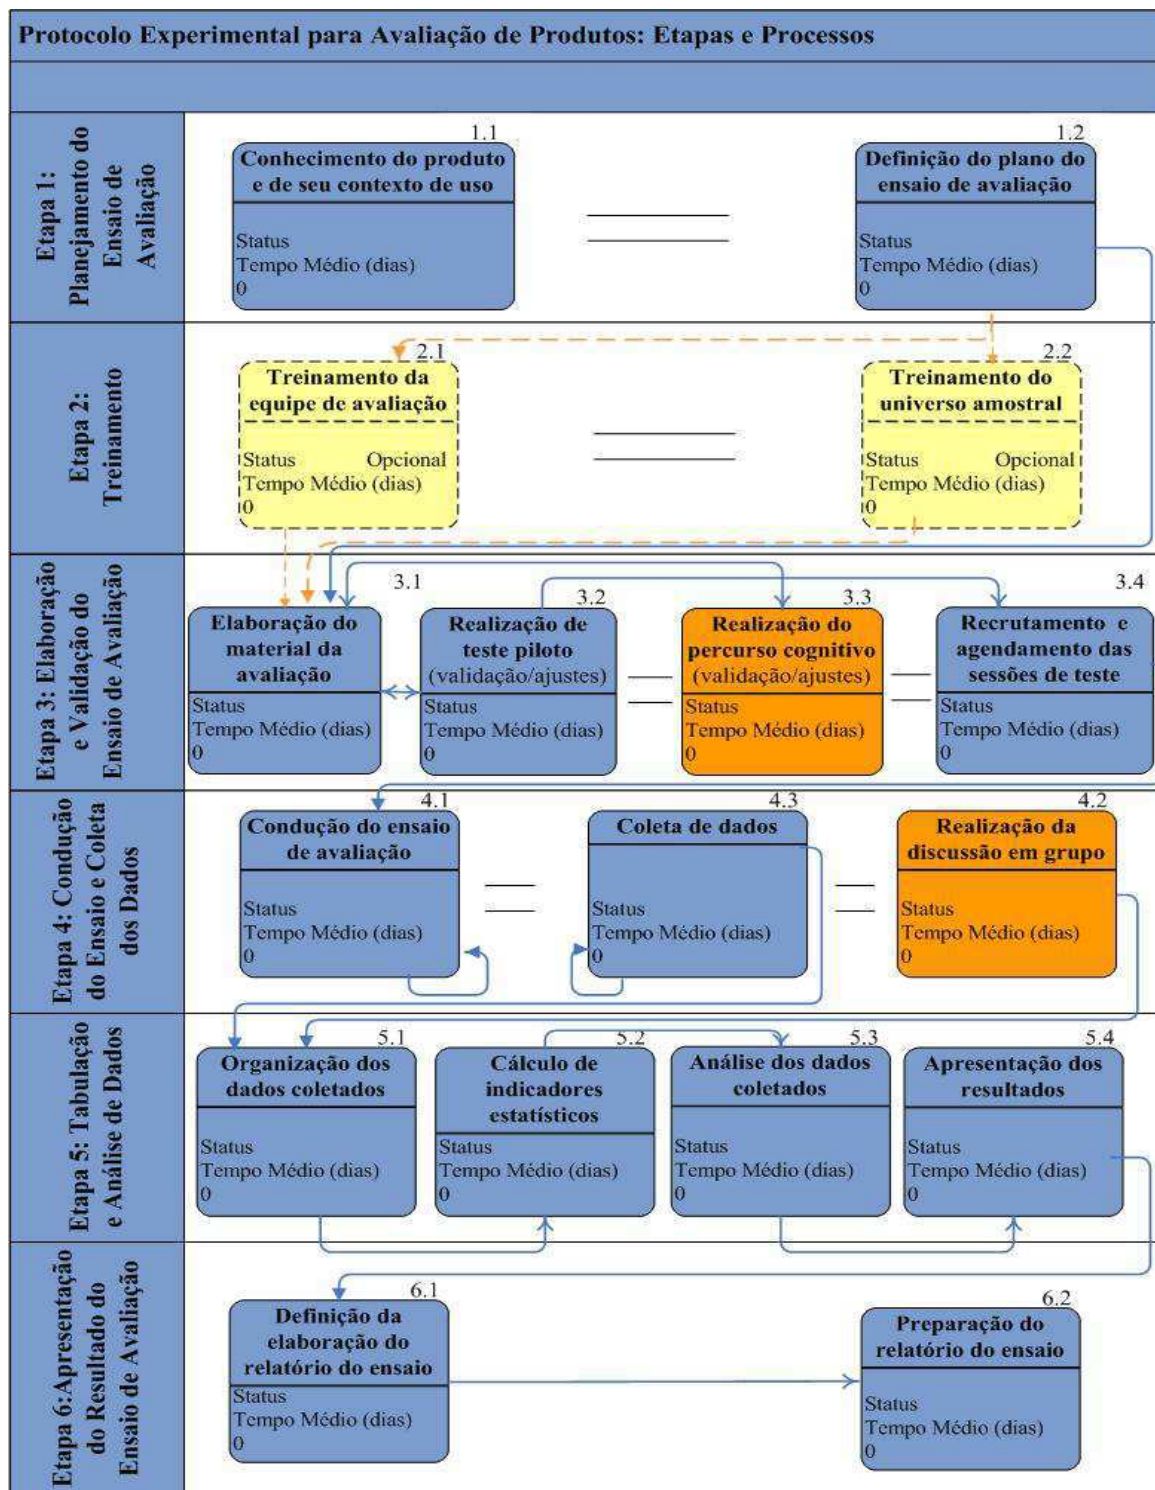 Protocolo Experimental para Avaliação de Produtos: Etapas e Processos
Etapa 1:
Planejamento do
Ensaio de
Avaliação
1.1
Conhecimento do produto
e de seu contexto de uso
Status
Tempo Médio (dias)
0
1.2
Definição do plano do
ensaio de avaliação
Status
Tempo Médio (dias)
0
Etapa 2:
Treinamento
2.1
Treinamento da
equipe de avaliação
Status Opcional
Tempo Médio (dias)
0
2.2
Treinamento do
universo amostral
Status Opcional
Tempo Médio (dias)
0
Etapa 3: Elaboração
e Validação do
Ensaio de Avaliação
3.1
Elaboração do
material da
avaliação
Status
Tempo Médio (dias)
0
3.2
Realização de
teste piloto
(validação/ajustes)
Status
Tempo Médio (dias)
0
3.3
Realização do
percurso cognitivo
(validação/ajustes)
Status
Tempo Médio (dias)
0
3.4
Recrutamento e
agendamento das
sessões de teste
Status
Tempo Médio (dias)
0
Etapa 4: Condução
do Ensaio e Coleta
dos Dados
4.1
Condução do ensaio
de avaliação
Status
Tempo Médio (dias)
0
4.3
Coleta de dados
Status
Tempo Médio (dias)
0
4.2
Realização da
discussão em grupo
Status
Tempo Médio (dias)
0
Etapa 5: Tabulação
e Análise de Dados
5.1
Organização dos
dados coletados
Status
Tempo Médio (dias)
0
5.2
Cálculo de
indicadores
estatísticos
Status
Tempo Médio (dias)
0
5.3
Análise dos dados
coletados
Status
Tempo Médio (dias)
0
5.4
Apresentação dos
resultados
Status
Tempo Médio (dias)
0
Etapa 6:Apresentação
do Resultado do
Ensaio de Avaliação
6.1
Definição da
elaboração do
relatório do ensaio
Status
Tempo Médio (dias)
0
6.2
Preparação do
relatório do ensaio
Status
Tempo Médio (dias)
0